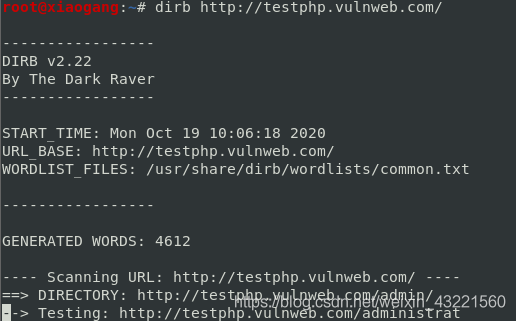 root@xiaogang:~# dirb http://testphp.vulnweb.com/
-----------------
DIRB v2.22
By The Dark Raver
-----------------
START_TIME: Mon Oct 19 10:06:18 2020
URL_BASE: http://testphp.vulnweb.com/
WORDLIST_FILES: /usr/share/dirb/wordlists/common.txt
-----------------
GENERATED WORDS: 4612
---- Scanning URL: http://testphp.vulnweb.com/ ----
==> DIRECTORY: http://testphp.vulnweb.com/admin/
https://blog.csdn.net/weixin_43221560
--> Testing: http://testphp.vulnweb.com/administrat